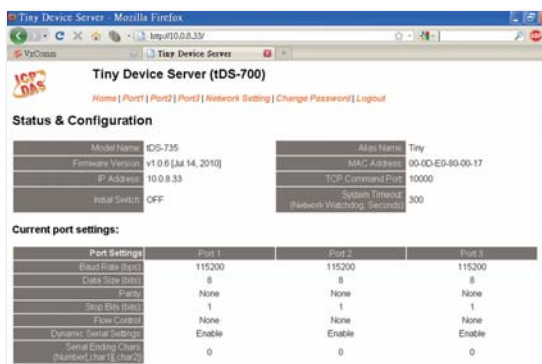 Tiny Device Server - Mozilla Firefox
http://10.0.8.33/
VxComm
Tiny Device Server
ICP DAS
Tiny Device Server (tDS-700)
Home | Port1 | Port2 | Port3 | Network Setting | Change Password | Logout
Status & Configuration
Model Name tDS-735 Alias Name Tiny
Firmware Version v1.0.6 [Jul.14, 2010] MAC Address 00-0D-E0-80-00-17
IP Address 10.0.8.33 TCP Command Port 10000
Initial Switch OFF System Timeout (Network Watchdog, Seconds) 300
Current port settings:
Port Settings Port 1 Port 2 Port 3
Baud Rate (bps) 115200 115200 115200
Data Size (bits) 8 8 8
Parity None None None
Stop Bits (bits) 1 1 1
Flow Control None None None
Dynamic Serial Settings Enable Enable Enable
Serial Ending Chars (Number[,char1][,char2]) 0 0 0